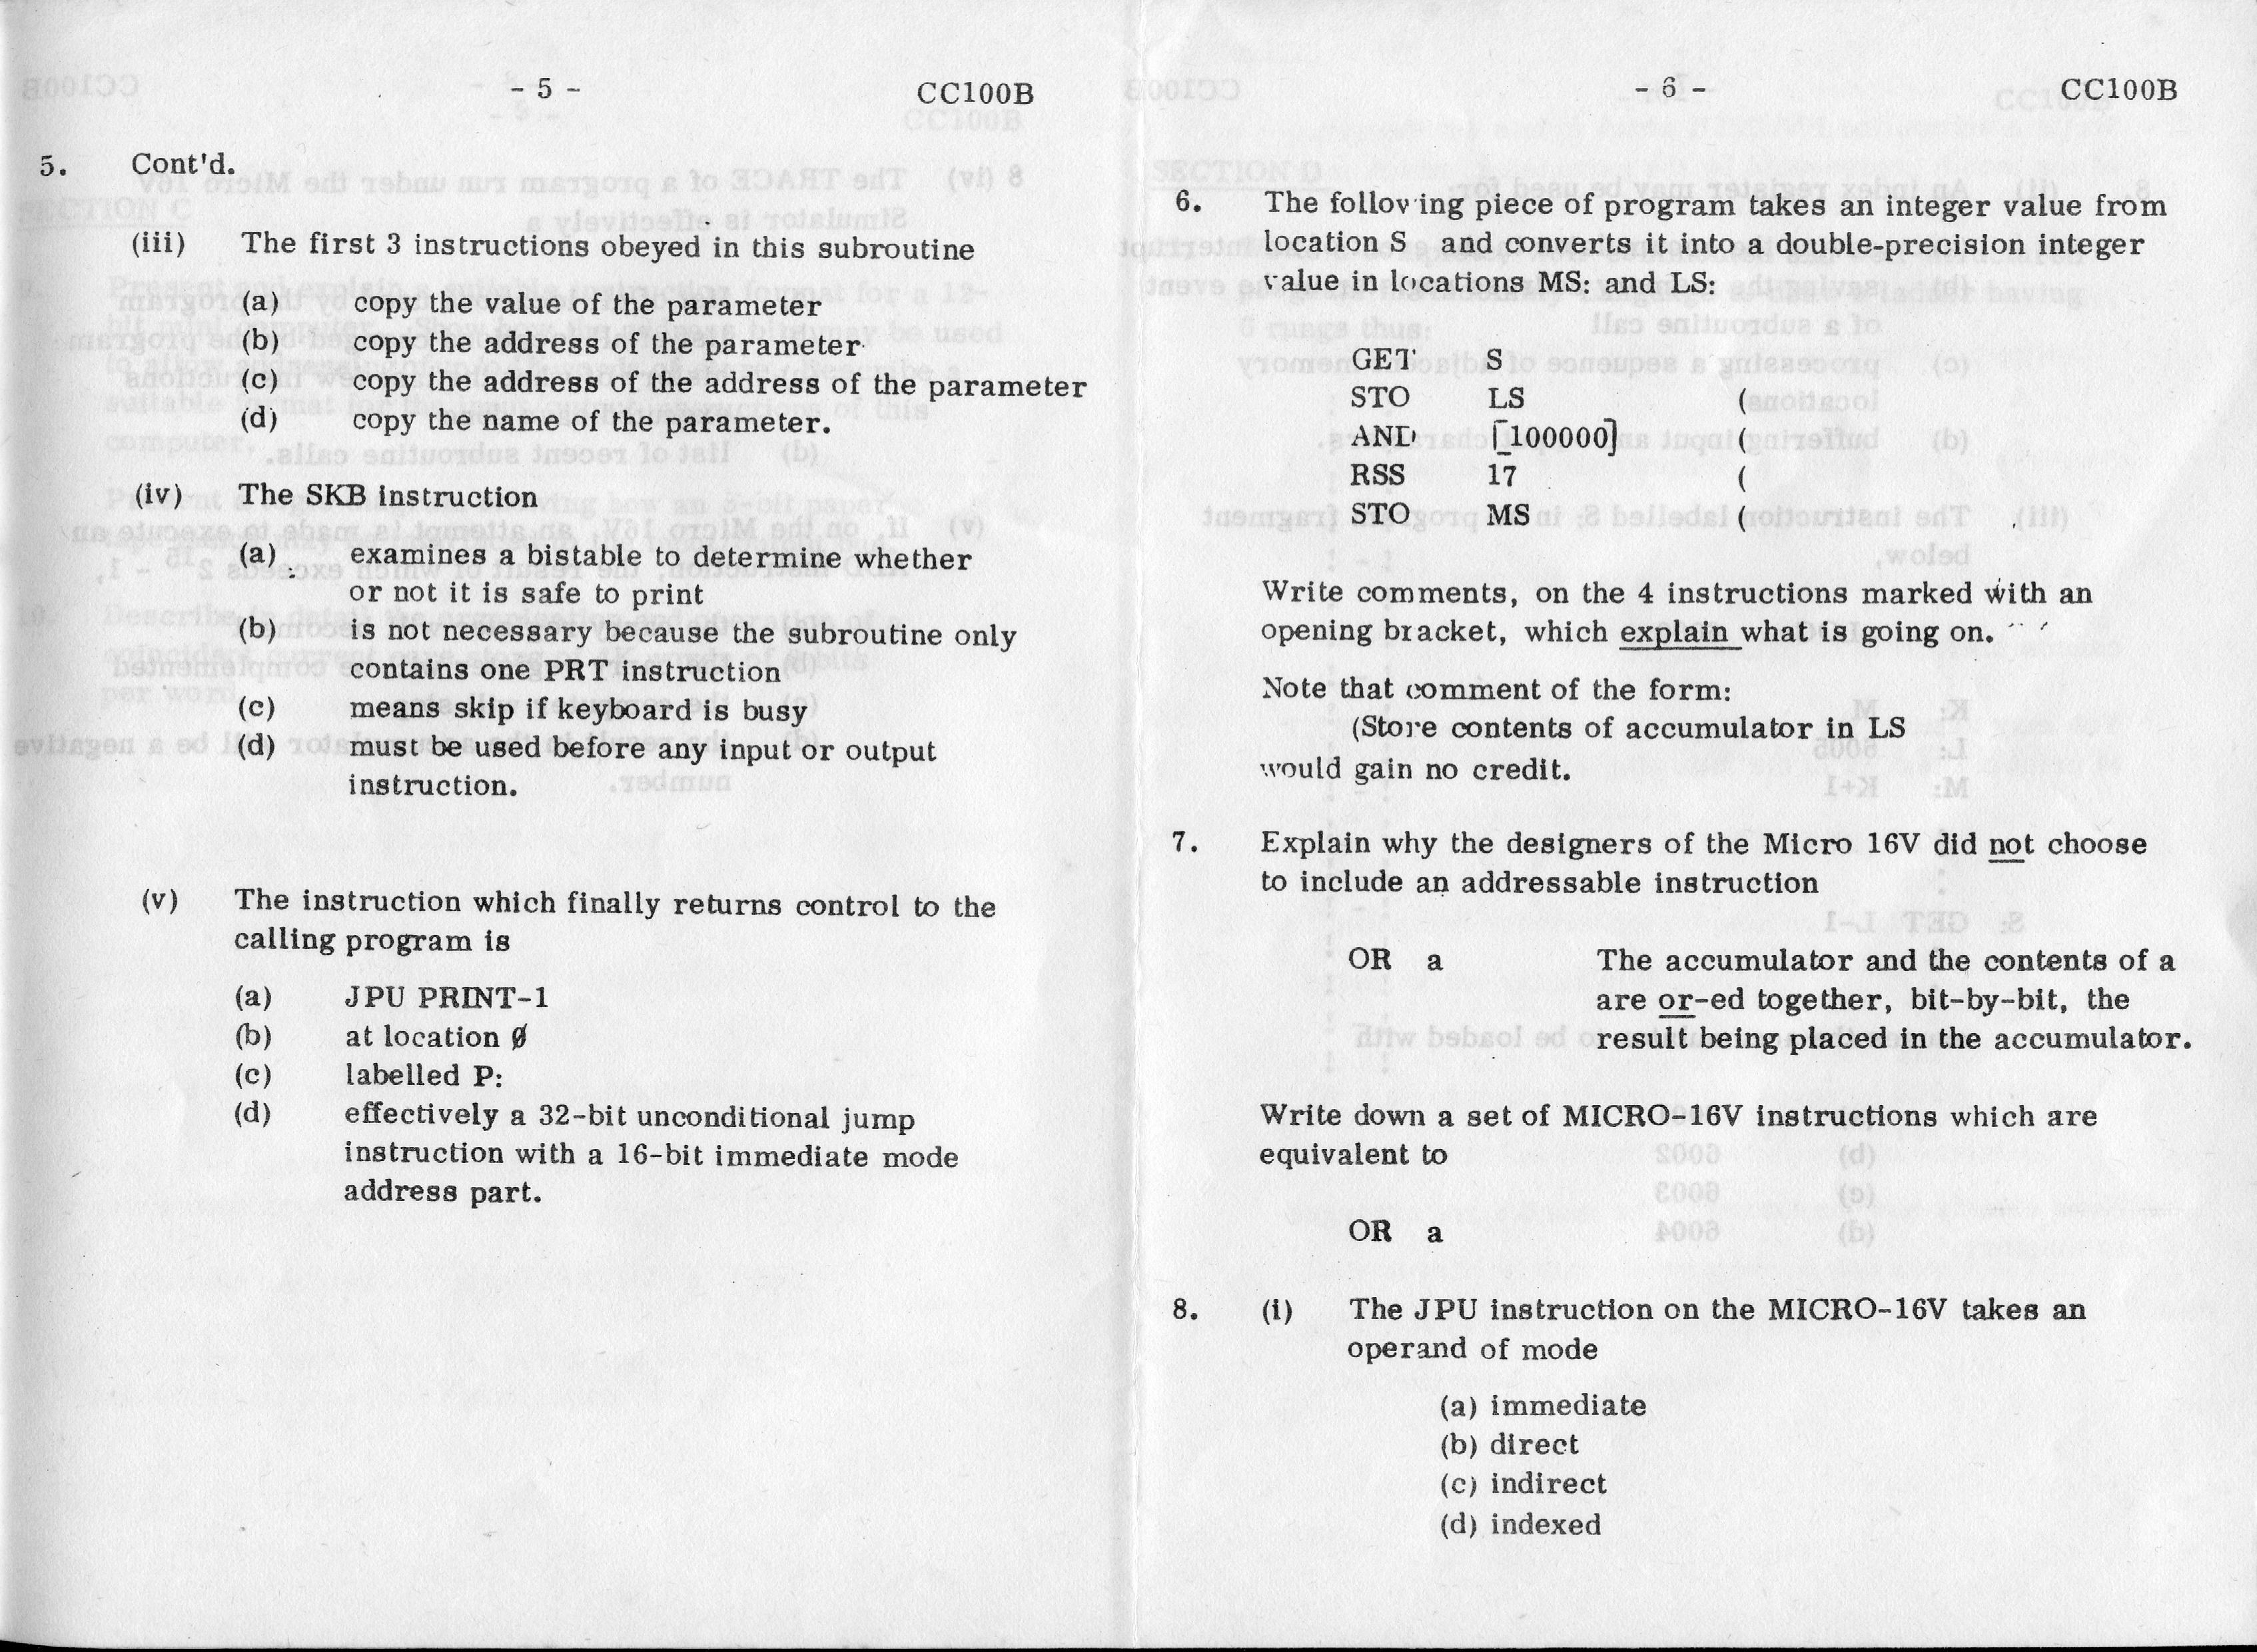 - 5 -
CC100B
5. Cont'd.
(iii) The first 3 instructions obeyed in this subroutine
(a) copy the value of the parameter
(b) copy the address of the parameter
(c) copy the address of the address of the parameter
(d) copy the name of the parameter.
(iv) The SKB instruction
(a) examines a bistable to determine whether
or not it is safe to print
(b) is not necessary because the subroutine only
contains one PRT instruction
(c) means skip if keyboard is busy
(d) must be used before any input or output
instruction.
(v) The instruction which finally returns control to the
calling program is
(a) JPU PRINT-1
(b) at location Ø
(c) labelled P:
(d) effectively a 32-bit unconditional jump
instruction with a 16-bit immediate mode
address part.
- 6 -
CC100B
6. The following piece of program takes an integer value from
location S and converts it into a double-precision integer
value in locations MS: and LS:
GET S
STO LS (
AND [100000] (
RSS 17 (
STO MS (
Write comments, on the 4 instructions marked with an
opening bracket, which explain what is going on.
Note that comment of the form:
(Store contents of accumulator in LS
would gain no credit.
7. Explain why the designers of the Micro 16V did not choose
to include an addressable instruction
OR a The accumulator and the contents of a
are or-ed together, bit-by-bit, the
result being placed in the accumulator.
Write down a set of MICRO-16V instructions which are
equivalent to
OR a
8. (i) The JPU instruction on the MICRO-16V takes an
operand of mode
(a) immediate
(b) direct
(c) indirect
(d) indexed